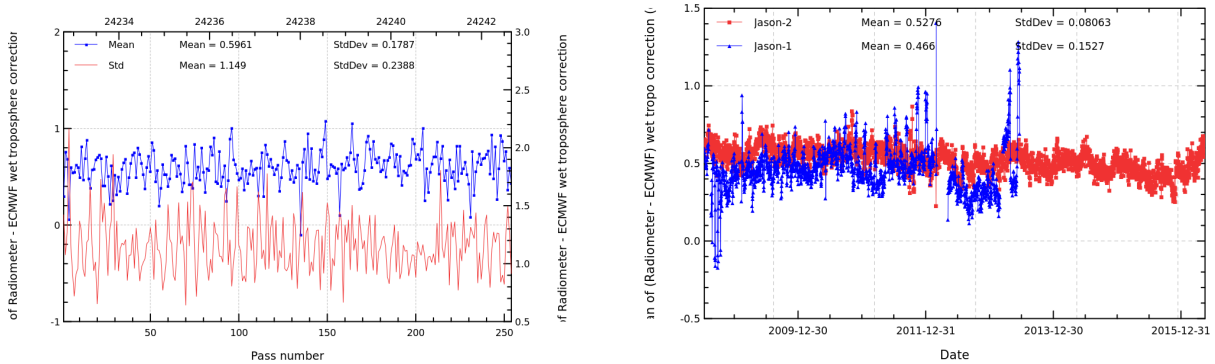 24234 24236 24238 24240 24242
of Radiometer - ECMWF wet troposphere correction
2
1
0
-1
Mean Mean = 0.5961 StdDev = 0.1787
Std Mean = 1.149 StdDev = 0.2388
3.0
2.5
2.0
1.5
1.0
0.5
of Radiometer - ECMWF wet troposphere correction
50 100 150 200 250
Pass number
an of (Radiometer - ECMWF) wet tropo correction (
1.5
1.0
0.5
0.0
-0.5
Jason-2 Mean = 0.5276 StdDev = 0.08063
Jason-1 Mean = 0.466 StdDev = 0.1527
2009-12-30 2011-12-31 2013-12-30 2015-12-31
Date